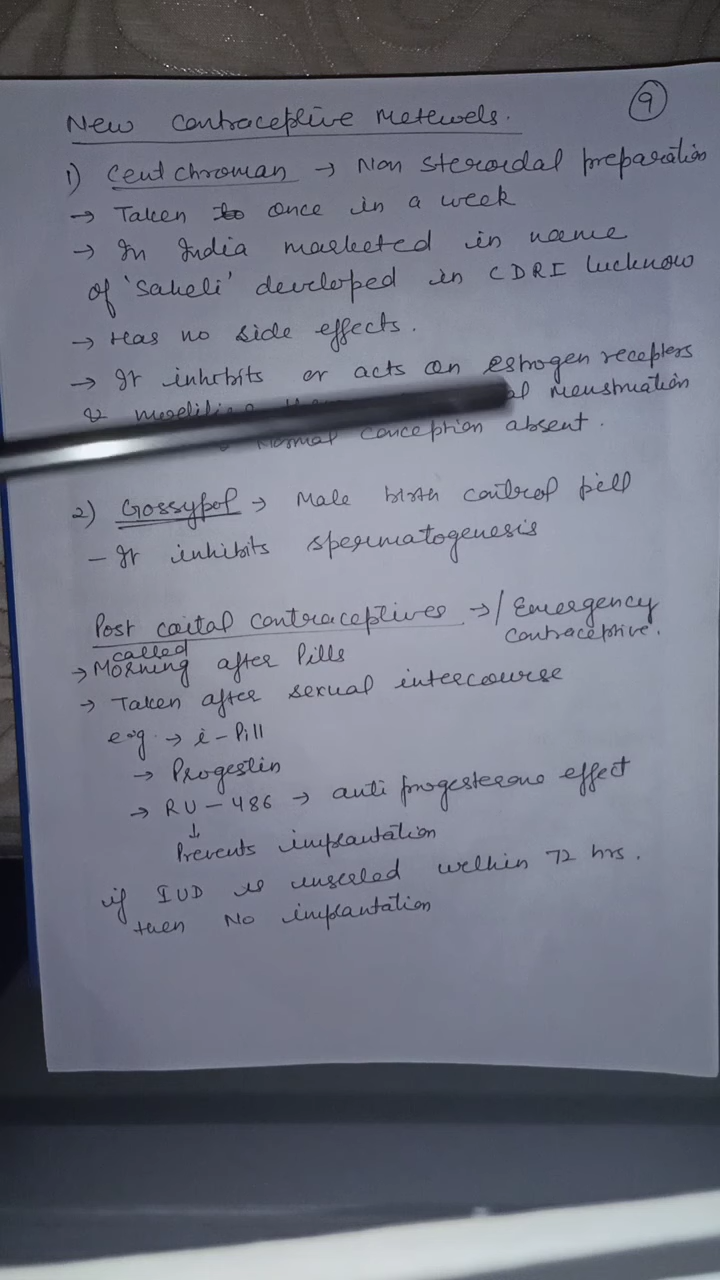 9
New Contraceptive Metewels.
1) Centchroman → Non Steroidal preparation
→ Taken to once in a week
→ In India marketed in name
of 'Saheli' developed in CDRI lucknow
→ Has no side effects.
→ It inhibits or acts on estrogen recepters
& menstruation
Normal conception absent.
2) Gossypol → Male birth control pill
- It inhibits spermatogenesis
Post coital contraceptives → / Emergency
contraceptive.
called
→ Morning after Pills
→ Taken after sexual intercourse
e.g. → i-Pill
→ Progestin
→ RU-486 → anti progesterone effect
↓
Prevents implantation
if IUD is inserled within 72 hrs.
then No implantation